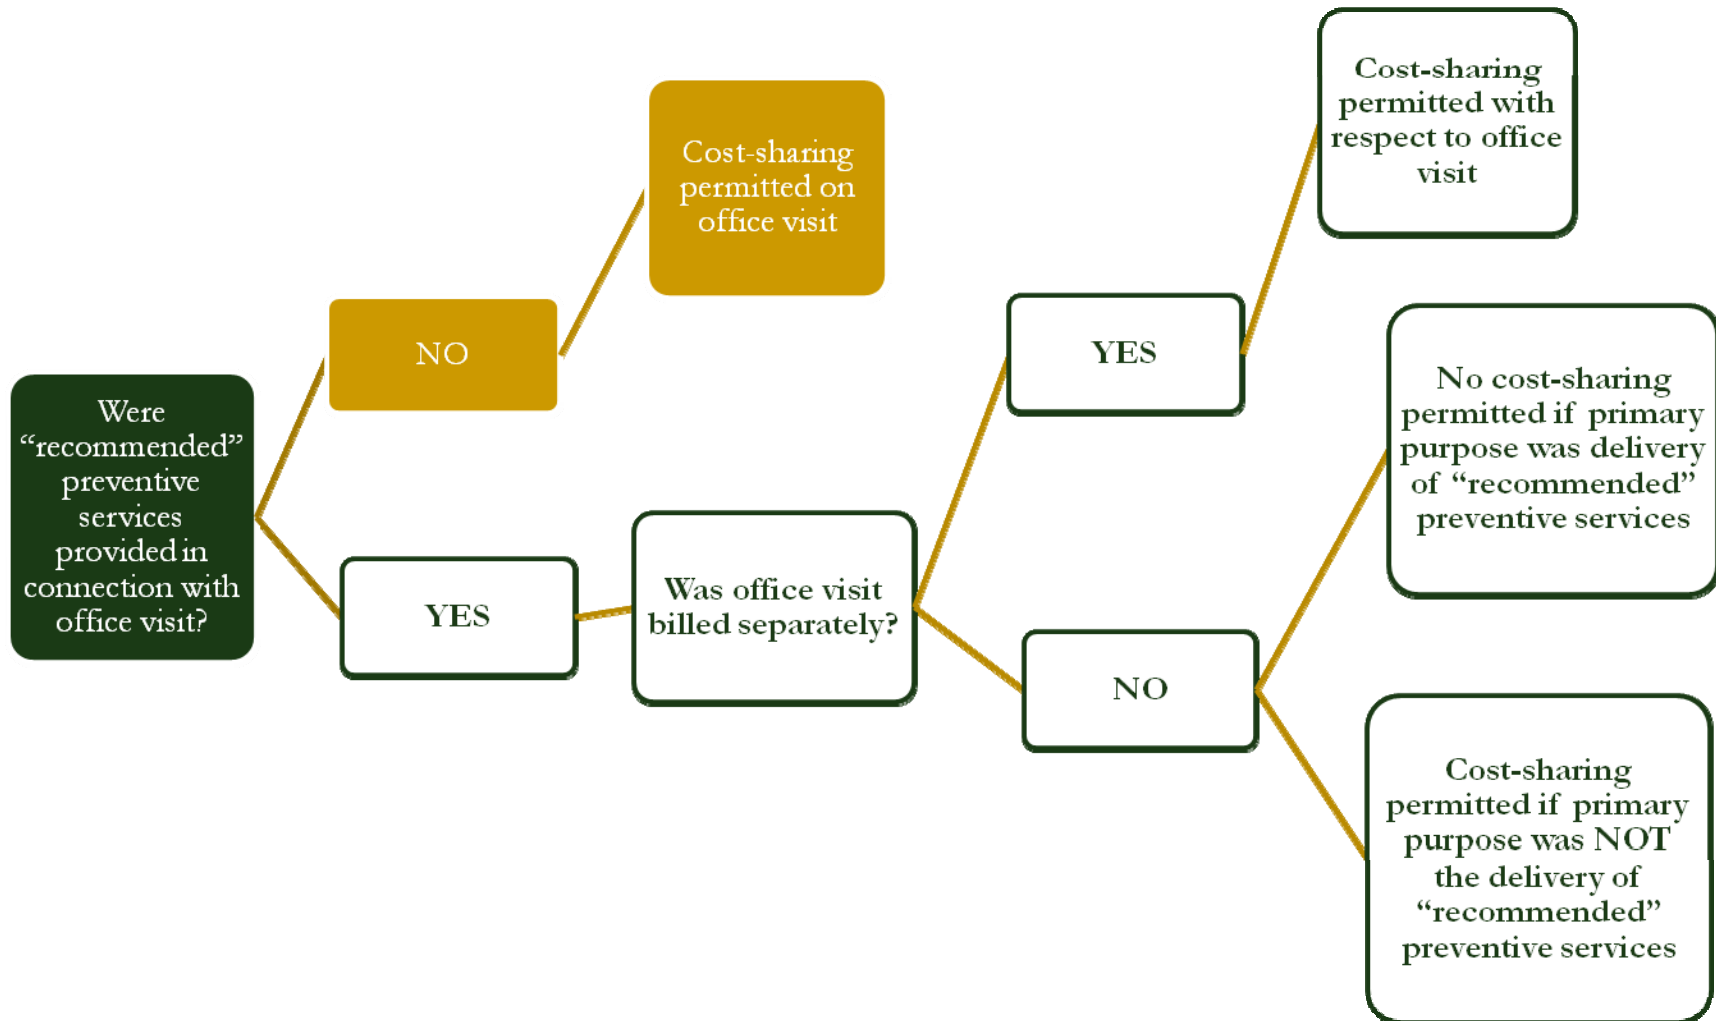 Were
“recommended”
preventive
services
provided in
connection with
office visit?
NO
Cost-sharing
permitted on
office visit
YES
Was office visit
billed separately?
YES
Cost-sharing
permitted with
respect to office
visit
NO
No cost-sharing
permitted if primary
purpose was delivery
of “recommended”
preventive services
Cost-sharing
permitted if primary
purpose was NOT
the delivery of
“recommended”
preventive services